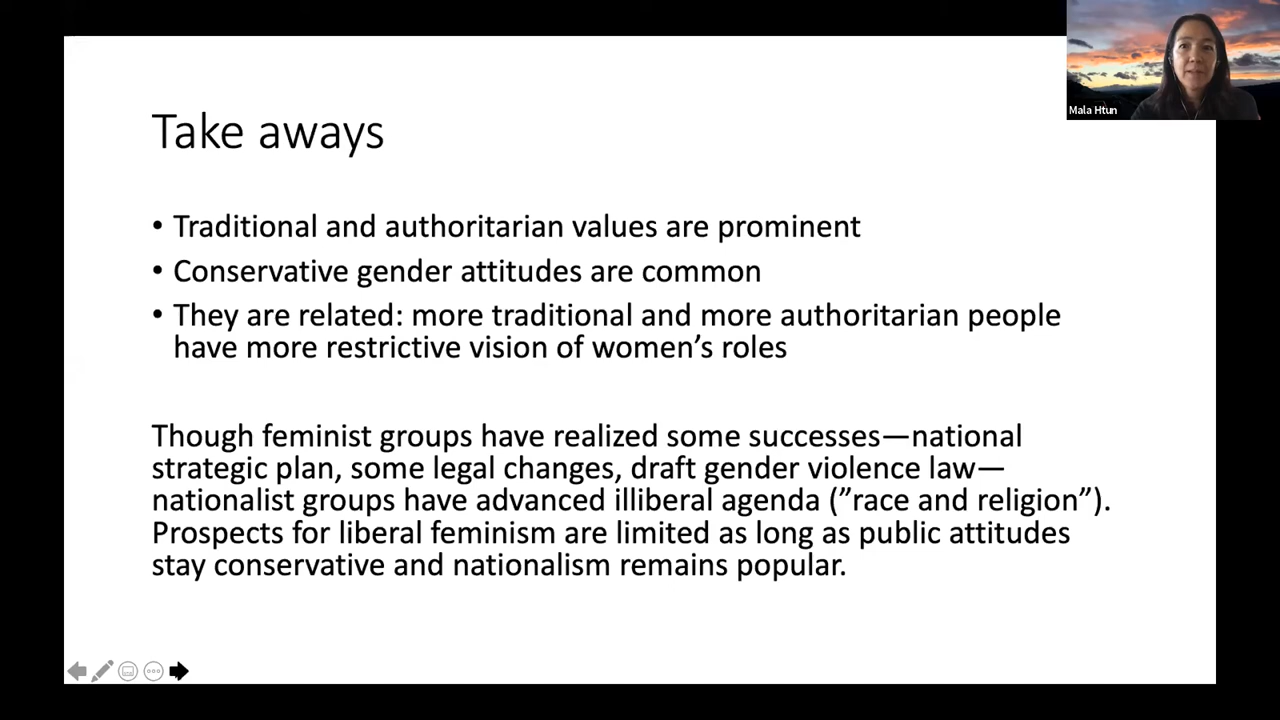 Mala Htun
Take aways
• Traditional and authoritarian values are prominent
• Conservative gender attitudes are common
• They are related: more traditional and more authoritarian people
have more restrictive vision of women’s roles
Though feminist groups have realized some successes—national
strategic plan, some legal changes, draft gender violence law—
nationalist groups have advanced illiberal agenda (”race and religion”).
Prospects for liberal feminism are limited as long as public attitudes
stay conservative and nationalism remains popular.